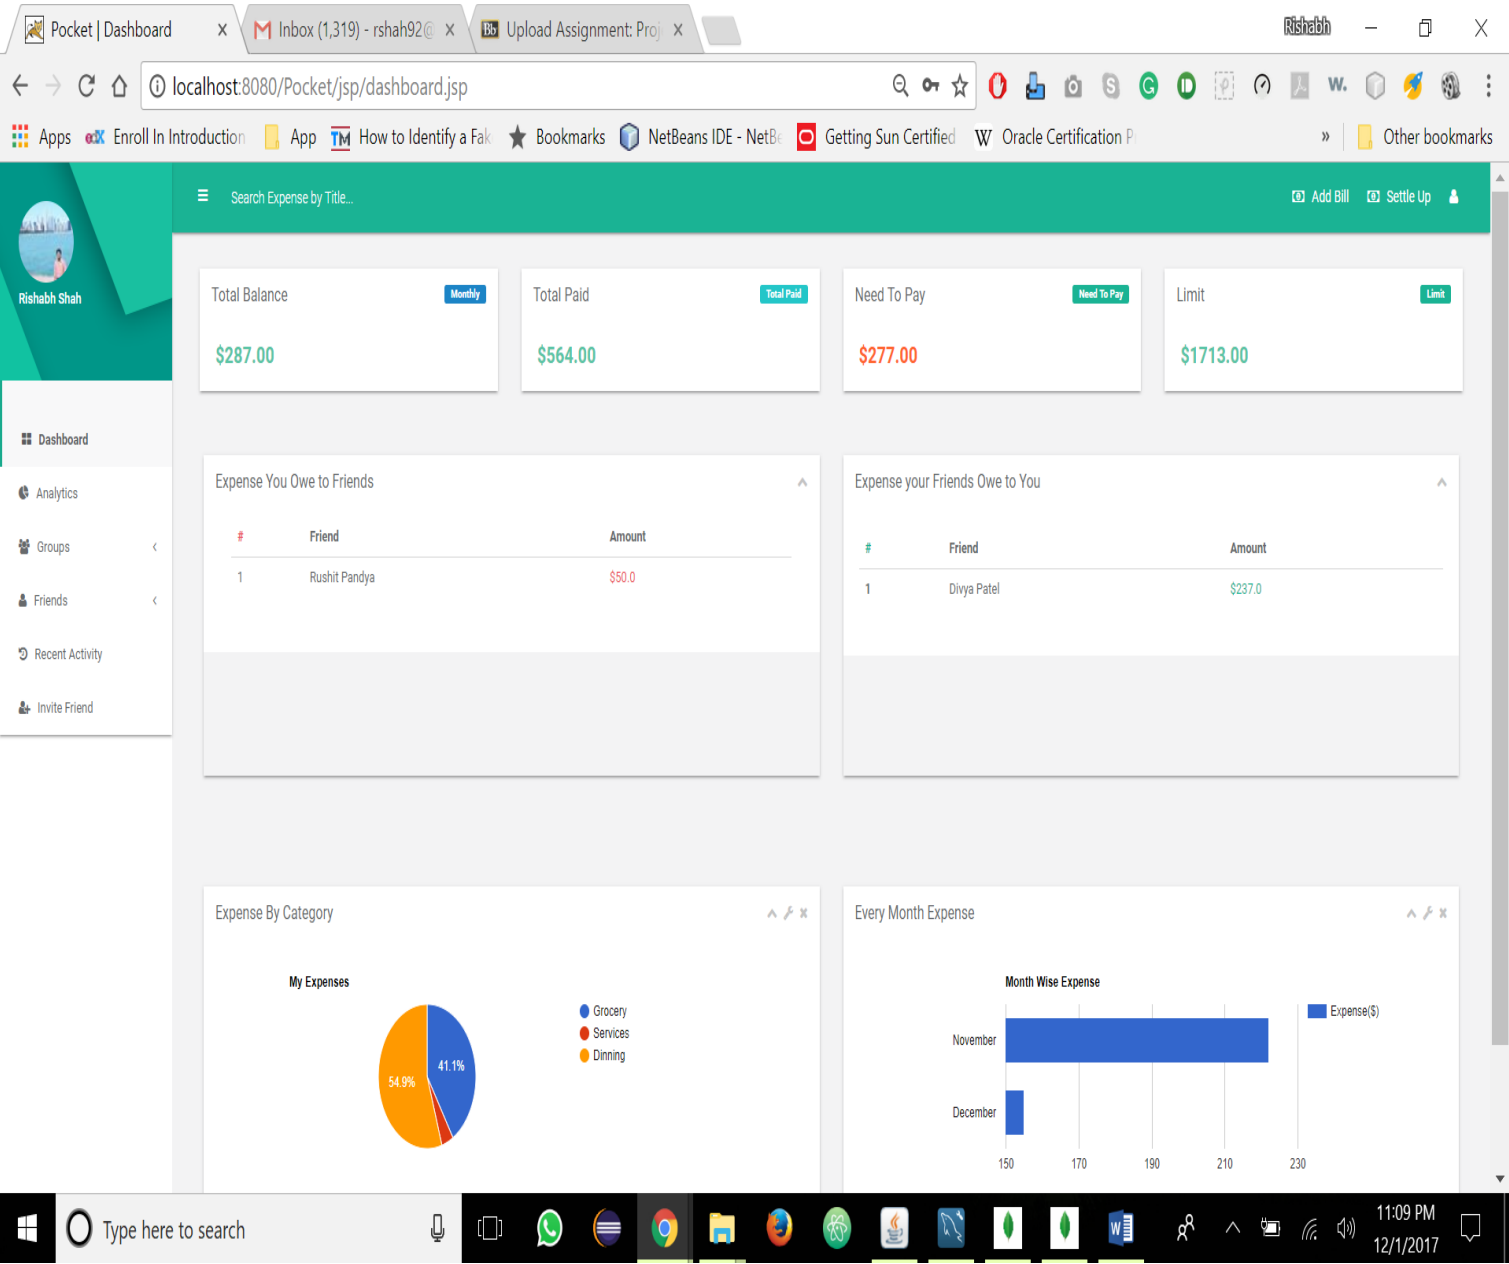 Pocket | Dashboard
Inbox (1,319) - rshah92@
Bb Upload Assignment: Proj
Rishabh
localhost:8080/Pocket/jsp/dashboard.jsp
Apps
edX Enroll In Introduction
App
TM How to Identify a Fak
Bookmarks
NetBeans IDE - NetBe
Getting Sun Certified
W Oracle Certification P
»
Other bookmarks
Search Expense by Title...
Add Bill
Settle Up
Rishabh Shah
Dashboard
Analytics
Groups
Friends
Recent Activity
Invite Friend
Total Balance
Monthly
$287.00
Total Paid
Total Paid
$564.00
Need To Pay
Need To Pay
$277.00
Limit
Limit
$1713.00
Expense You Owe to Friends
# Friend Amount
1 Rushit Pandya $50.0
Expense your Friends Owe to You
# Friend Amount
1 Divya Patel $237.0
Expense By Category
My Expenses
41.1%
54.9%
Grocery
Services
Dinning
Every Month Expense
Month Wise Expense
Expense($)
November
December
150 170 190 210 230
Type here to search
11:09 PM
12/1/2017